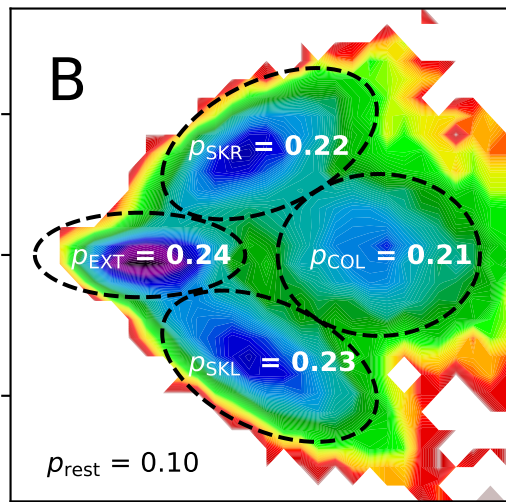 B
pSKR = 0.22
pEXT = 0.24
pCOL = 0.21
pSKL = 0.23
prest = 0.10